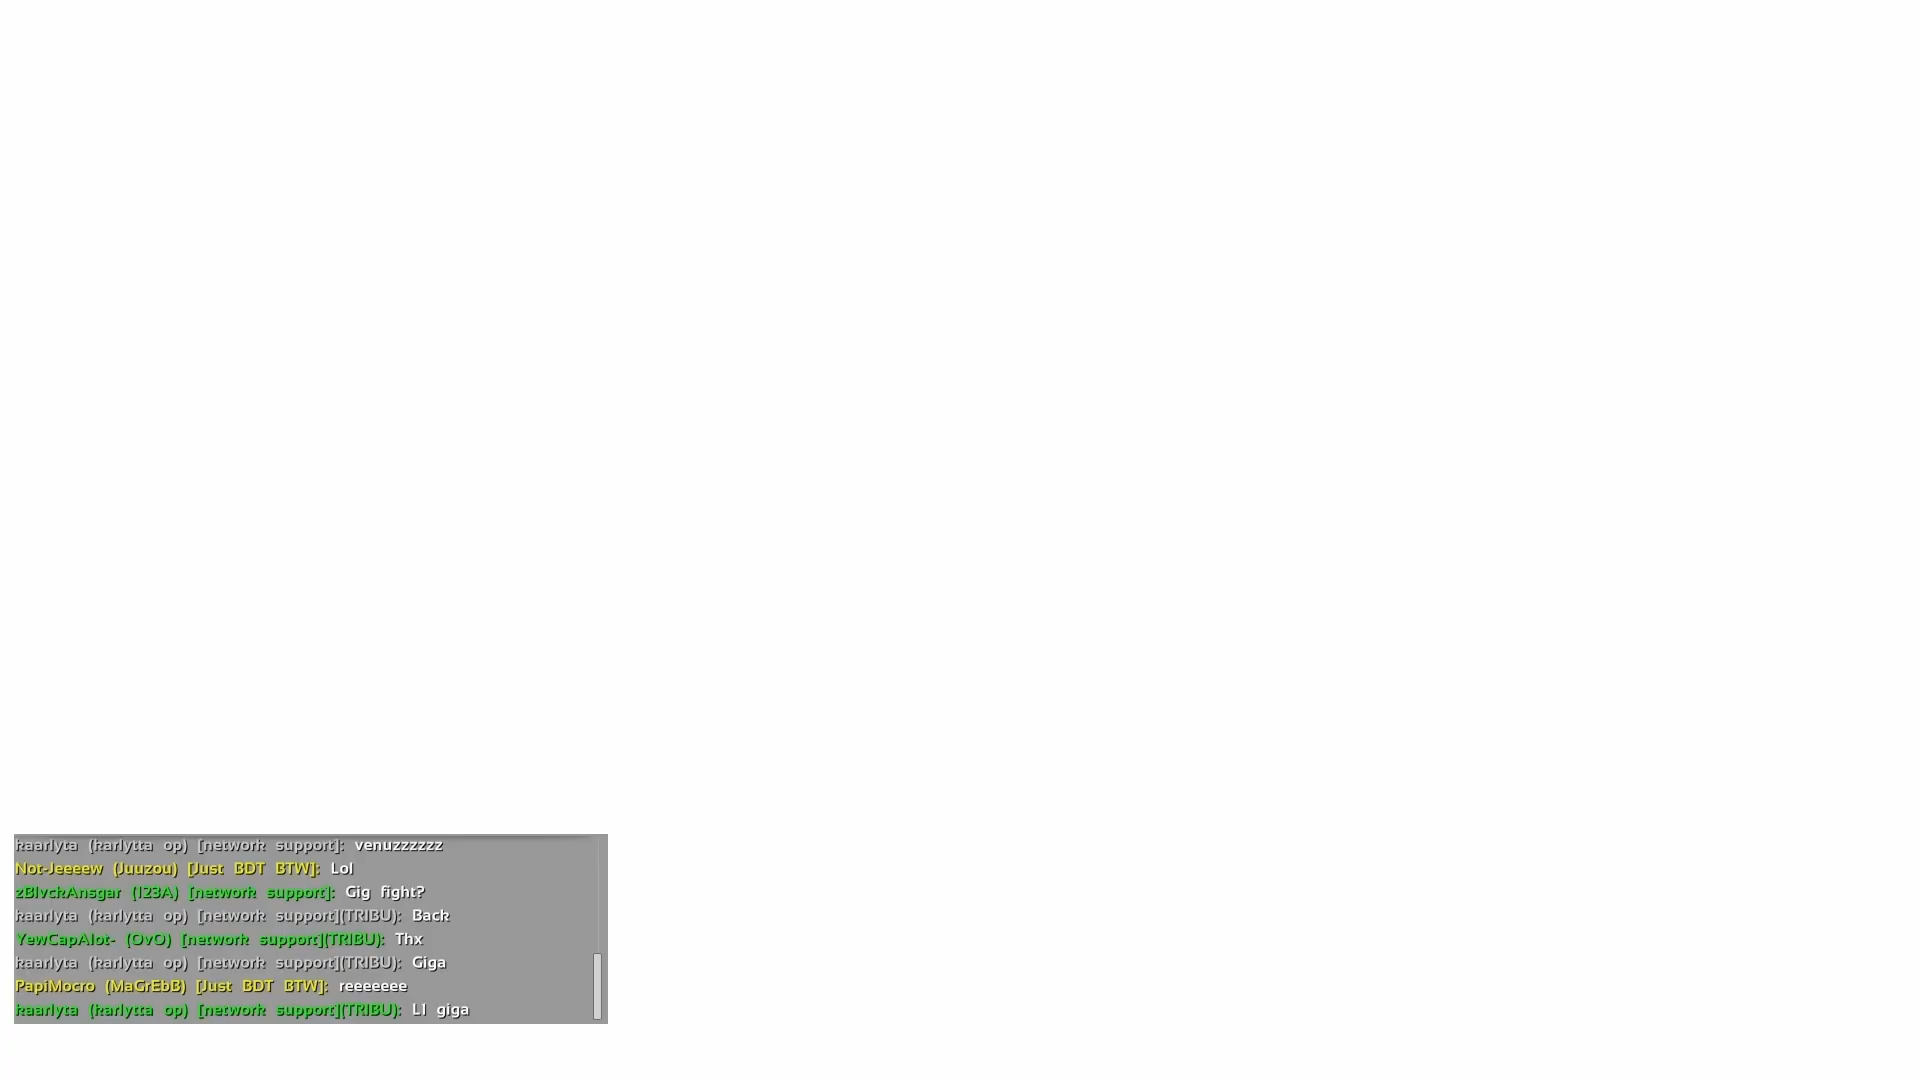 kaarlyta (karlytta op) [network support]: venuzzzzzz
Not-Jeeeew (Juuzou) [Just BDT BTW]: Lol
zBlvckAnsgar (123A) [network support]: Gig fight?
kaarlyta (karlytta op) [network support](TRIBU): Back
YewCapAlot- (OvO) [network support](TRIBU): Thx
kaarlyta (karlytta op) [network support](TRIBU): Giga
PapiMocro (MaGrEbB) [Just BDT BTW]: reeeeeee
kaarlyta (karlytta op) [network support](TRIBU): L1 giga